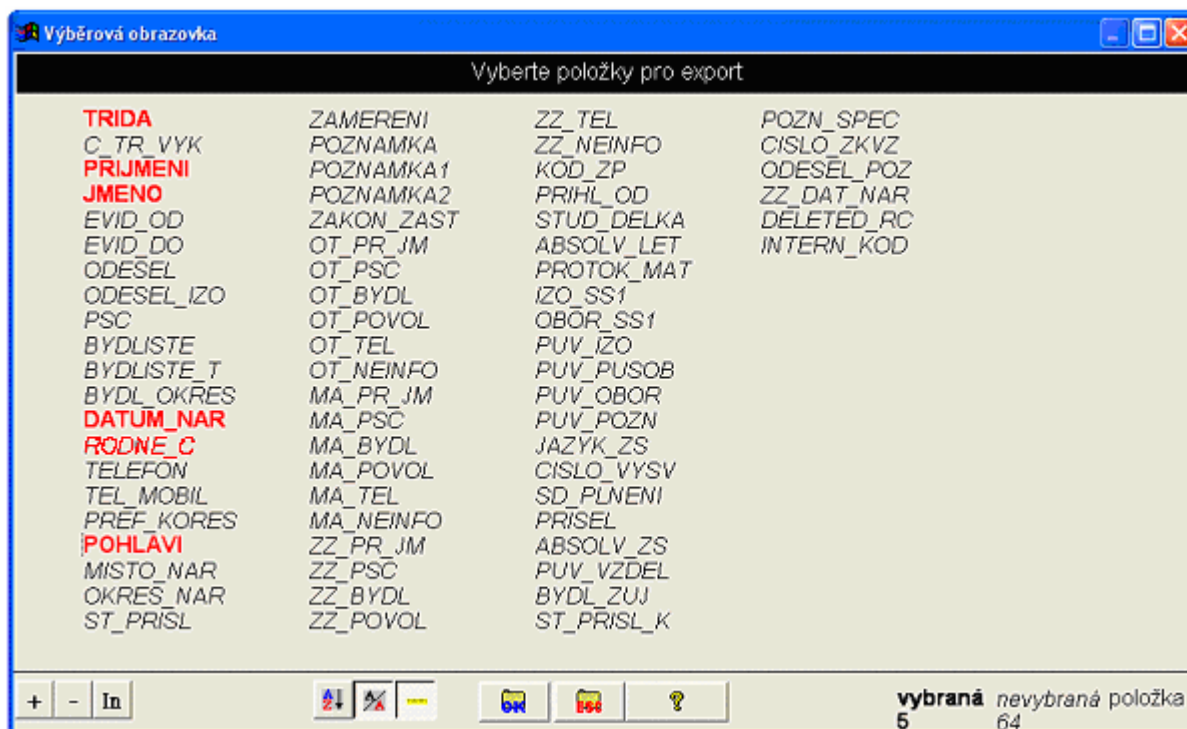 Výběrová obrazovka
Vyberte položky pro export
TRIDA
C_TR_VYK
PRIJMENI
JMENO
EVID_OD
EVID_DO
ODESEL
ODESEL_IZO
PSC
BYDLISTE
BYDLISTE_T
BYDL_OKRES
DATUM_NAR
RODNE_C
TELEFON
TEL_MOBIL
PREF_KORES
POHLAVI
MISTO_NAR
OKRES_NAR
ST_PRISL
ZAMERENI
POZNAMKA
POZNAMKA1
POZNAMKA2
ZAKON_ZAST
OT_PR_JM
OT_PSC
OT_BYDL
OT_POVOL
OT_TEL
OT_NEINFO
MA_PR_JM
MA_PSC
MA_BYDL
MA_POVOL
MA_TEL
MA_NEINFO
ZZ_PR_JM
ZZ_PSC
ZZ_BYDL
ZZ_POVOL
ZZ_TEL
ZZ_NEINFO
KOD_ZP
PRIHL_OD
STUD_DELKA
ABSOLV_LET
PROTOK_MAT
IZO_SS1
OBOR_SS1
PUV_IZO
PUV_PUSOB
PUV_OBOR
PUV_POZN
JAZYK_ZS
CISLO_VYSV
SD_PLNENI
PRISEL
ABSOLV_ZS
PUV_VZDEL
BYDL_ZUJ
ST_PRISL_K
POZN_SPEC
CISLO_ZKVZ
ODESEL_POZ
ZZ_DAT_NAR
DELETED_RC
INTERN_KOD
+ - In
A Z
A/A
OK
ESC
?
vybraná nevybraná položka
5 64